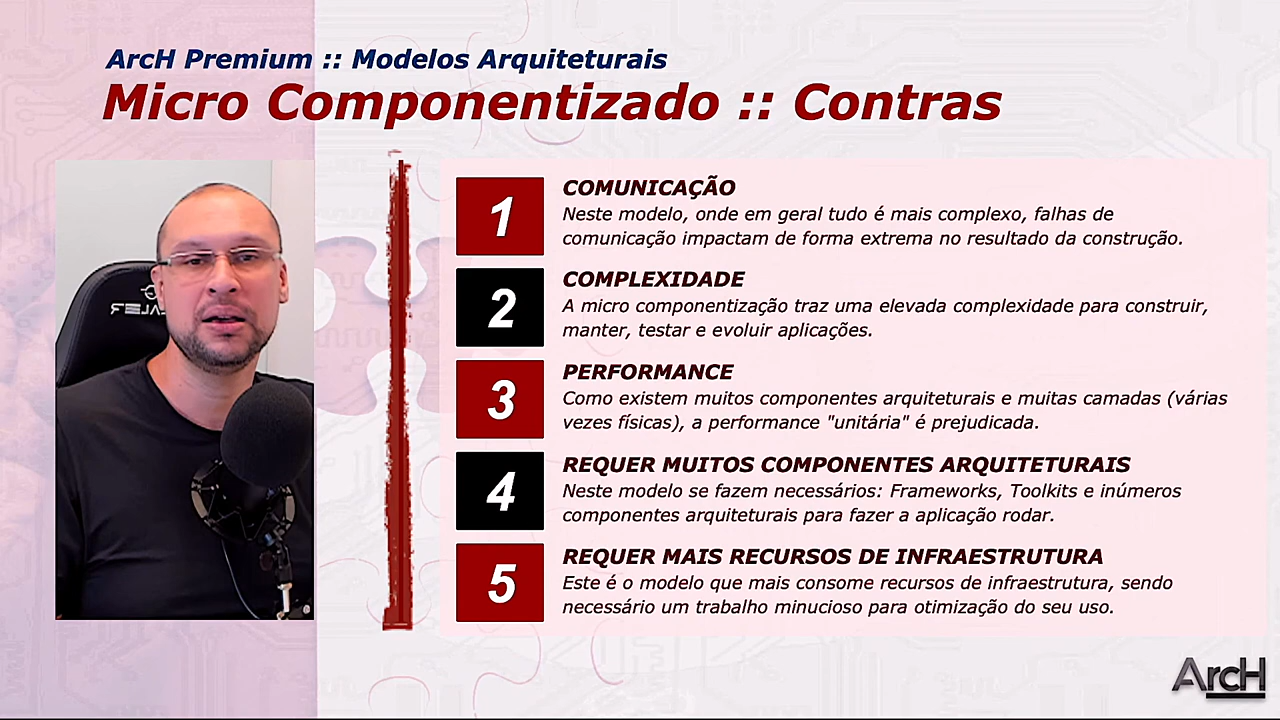 ArcH Premium :: Modelos Arquiteturais
Micro Componentizado :: Contras
1
COMUNICAÇÃO
Neste modelo, onde em geral tudo é mais complexo, falhas de
comunicação impactam de forma extrema no resultado da construção.
2
COMPLEXIDADE
A micro componentização traz uma elevada complexidade para construir,
manter, testar e evoluir aplicações.
3
PERFORMANCE
Como existem muitos componentes arquiteturais e muitas camadas (várias
vezes físicas), a performance "unitária" é prejudicada.
4
REQUER MUITOS COMPONENTES ARQUITETURAIS
Neste modelo se fazem necessários: Frameworks, Toolkits e inúmeros
componentes arquiteturais para fazer a aplicação rodar.
5
REQUER MAIS RECURSOS DE INFRAESTRUTURA
Este é o modelo que mais consome recursos de infraestrutura, sendo
necessário um trabalho minucioso para otimização do seu uso.
ArcH